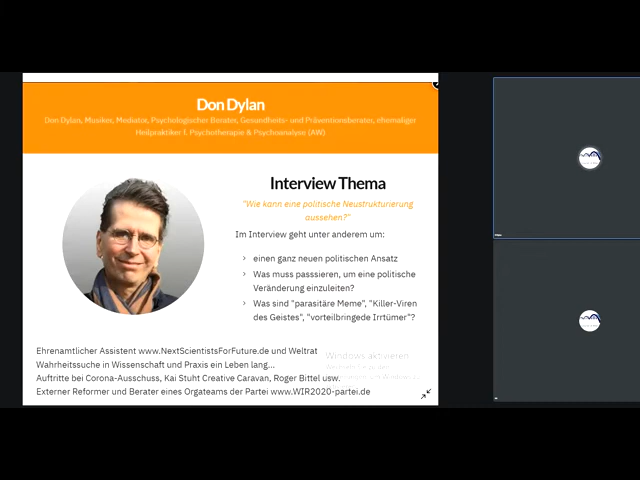 Don Dylan
Don Dylan, Musiker, Mediator, Psychologischer Berater, Gesundheits- und Präventionsberater, ehemaliger
Heilpraktiker f. Psychotherapie & Psychoanalyse (AW)
Interview Thema
"Wie kann eine politische Neustrukturierung
aussehen?"
Im Interview geht unter anderem um:
› einen ganz neuen politischen Ansatz
› Was muss passsieren, um eine politische
Veränderung einzuleiten?
› Was sind "parasitäre Meme", "Killer-Viren
des Geistes", "vorteilbringede Irrtümer"?
Ehrenamtlicher Assistent www.NextScientistsForFuture.de und Weltrat
Wahrheitssuche in Wissenschaft und Praxis ein Leben lang...
Auftritte bei Corona-Ausschuss, Kai Stuht Creative Caravan, Roger Bittel usw.
Externer Reformer und Berater eines Orgateams der Partei www.WIR2020-partei.de
Windows aktivieren